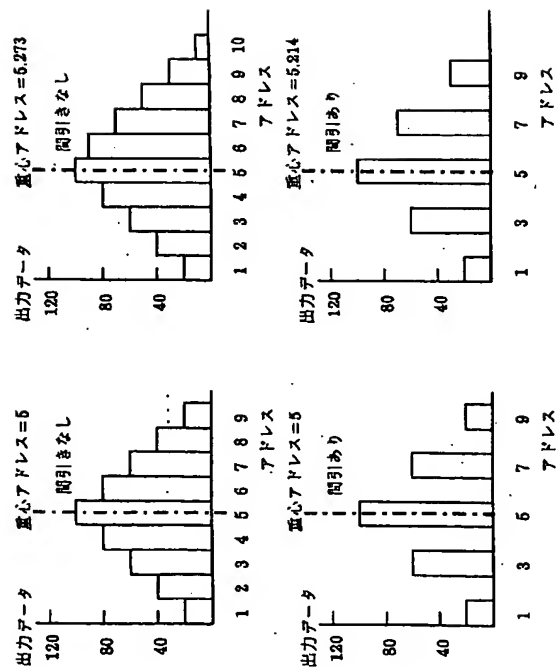 重心アドレス=5
出力データ
間引きなし
120
80
40
1 2 3 4 5 6 7 8 9
アドレス
重心アドレス=5.273
出力データ
間引きなし
120
80
40
1 2 3 4 5 6 7 8 9 10
アドレス
重心アドレス=5
出力データ
間引あり
120
80
40
1 3 5 7 9
アドレス
重心アドレス=5.214
出力データ
間引あり
120
80
40
1 3 5 7 9
アドレス